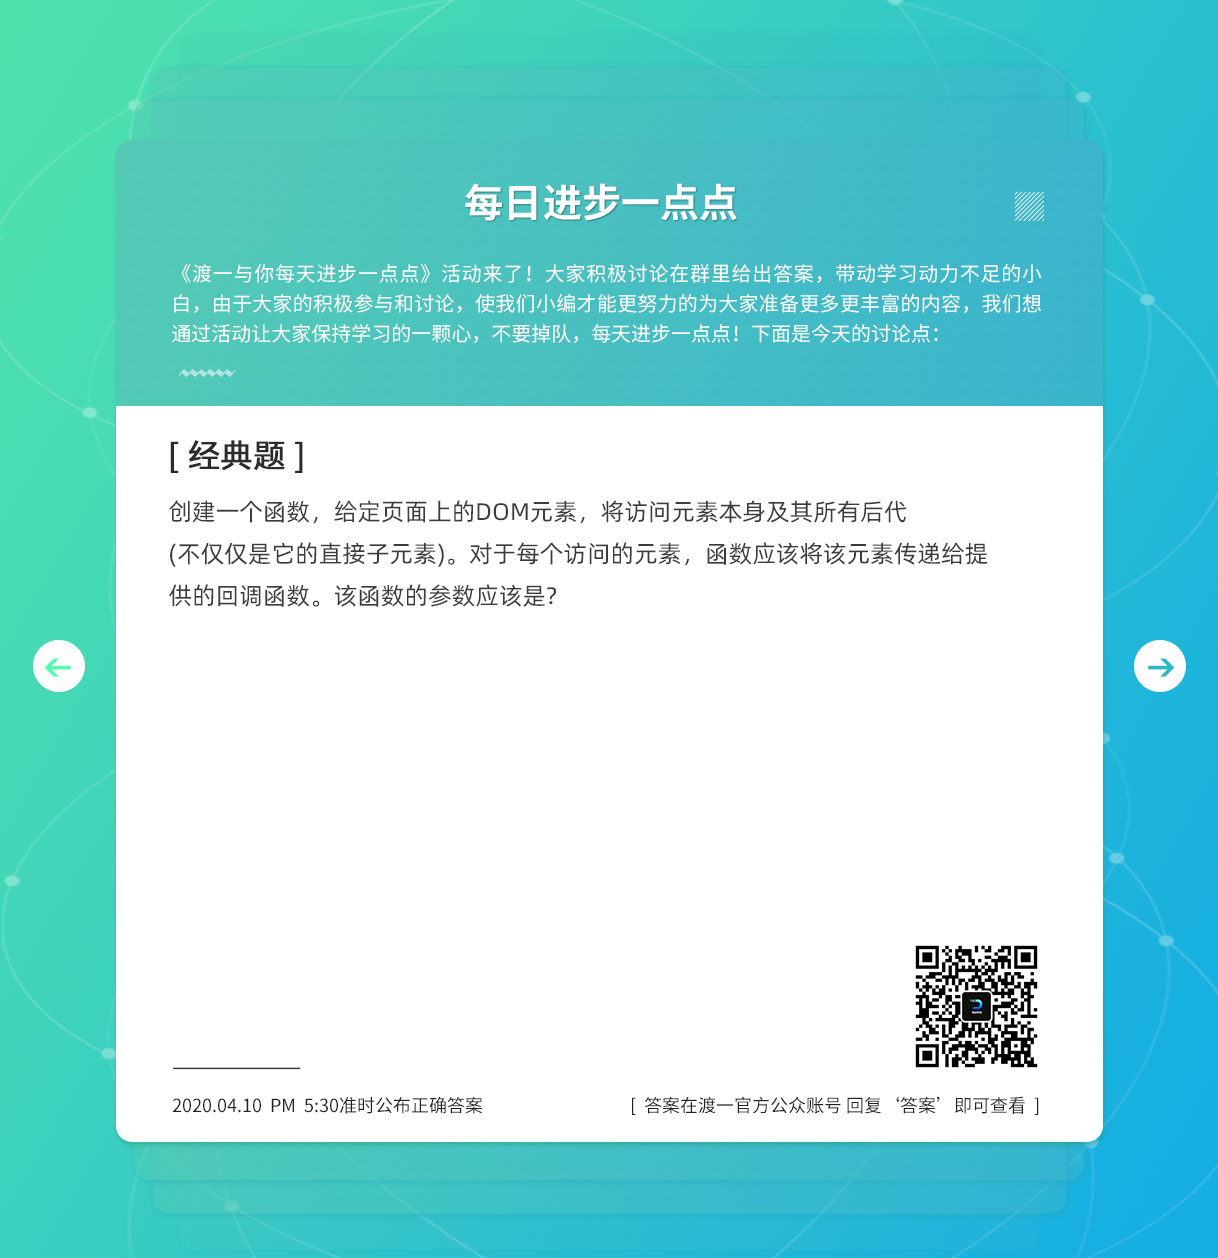 每日进步一点点
《渡一与你每天进步一点点》活动来了！大家积极讨论在群里给出答案，带动学习动力不足的小
白，由于大家的积极参与和讨论，使我们小编才能更努力的为大家准备更多更丰富的内容，我们想
通过活动让大家保持学习的一颗心，不要掉队，每天进步一点点！下面是今天的讨论点：
[ 经典题 ]
创建一个函数，给定页面上的DOM元素，将访问元素本身及其所有后代
(不仅仅是它的直接子元素)。对于每个访问的元素，函数应该将该元素传递给提
供的回调函数。该函数的参数应该是?
2020.04.10 PM 5:30准时公布正确答案
[ 答案在渡一官方公众账号 回复 ‘答案’ 即可查看 ]